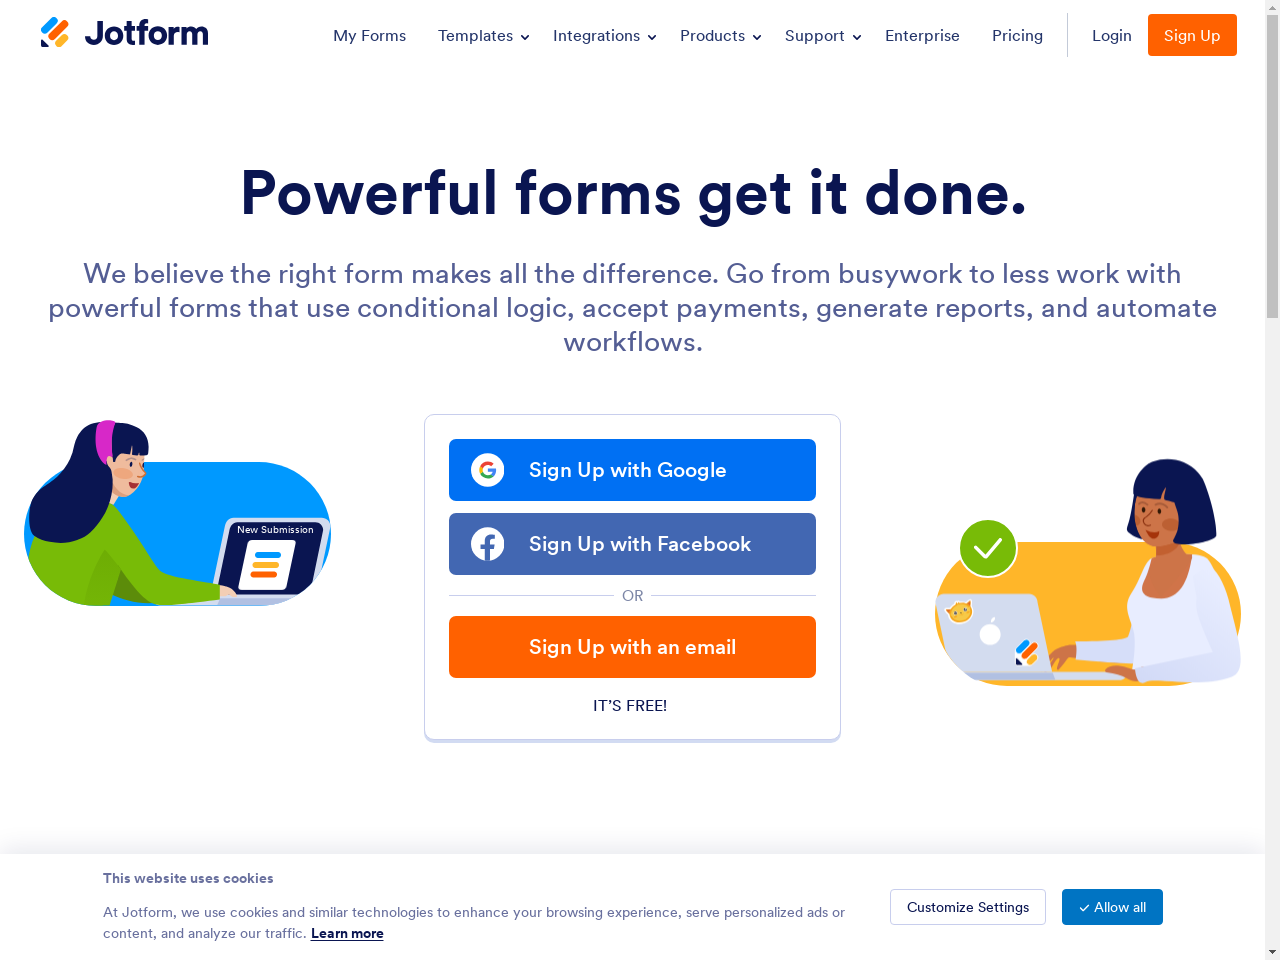 Jotform
My Forms
Templates
Integrations
Products
Support
Enterprise
Pricing
Login
Sign Up
Powerful forms get it done.
We believe the right form makes all the difference. Go from busywork to less work with
powerful forms that use conditional logic, accept payments, generate reports, and automate
workflows.
New Submission
Sign Up with Google
Sign Up with Facebook
OR
Sign Up with an email
IT’S FREE!
This website uses cookies
At Jotform, we use cookies and similar technologies to enhance your browsing experience, serve personalized ads or
content, and analyze our traffic. Learn more
Customize Settings
Allow all